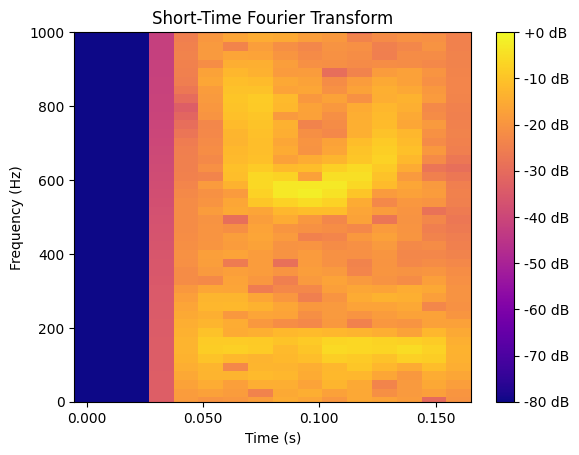 Short-Time Fourier Transform
1000
800
600
400
200
0
Frequency (Hz)
0.000
0.050
0.100
0.150
Time (s)
+0 dB
-10 dB
-20 dB
-30 dB
-40 dB
-50 dB
-60 dB
-70 dB
-80 dB